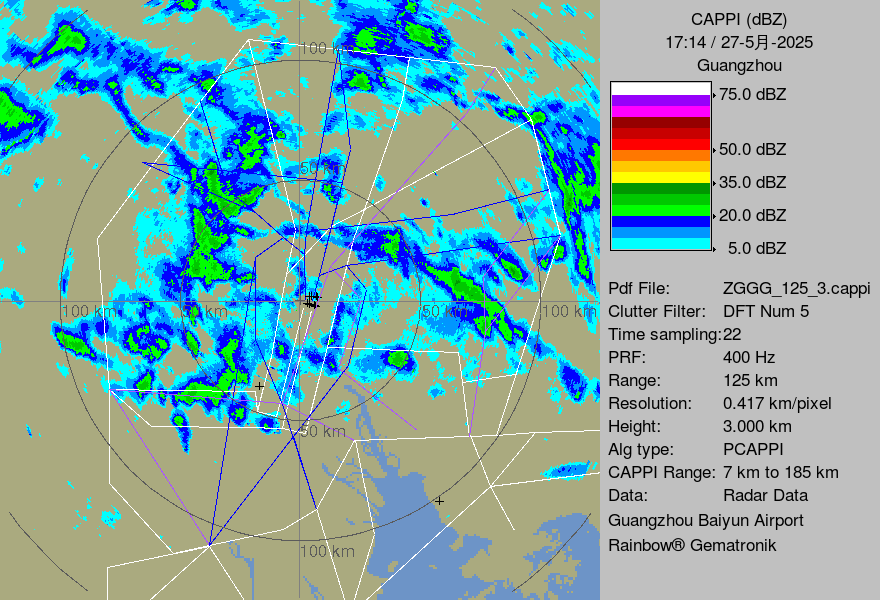 CAPPI (dBZ)
17:14 / 27-5月-2025
Guangzhou
75.0 dBZ
50.0 dBZ
35.0 dBZ
20.0 dBZ
5.0 dBZ
Pdf File: ZGGG_125_3.cappi
Clutter Filter: DFT Num 5
Time sampling:22
PRF: 400 Hz
Range: 125 km
Resolution: 0.417 km/pixel
Height: 3.000 km
Alg type: PCAPPI
CAPPI Range: 7 km to 185 km
Data: Radar Data
Guangzhou Baiyun Airport
Rainbow® Gematronik
100 km
50 km
100 km
50 km
50 km
100 km
50 km
100 km